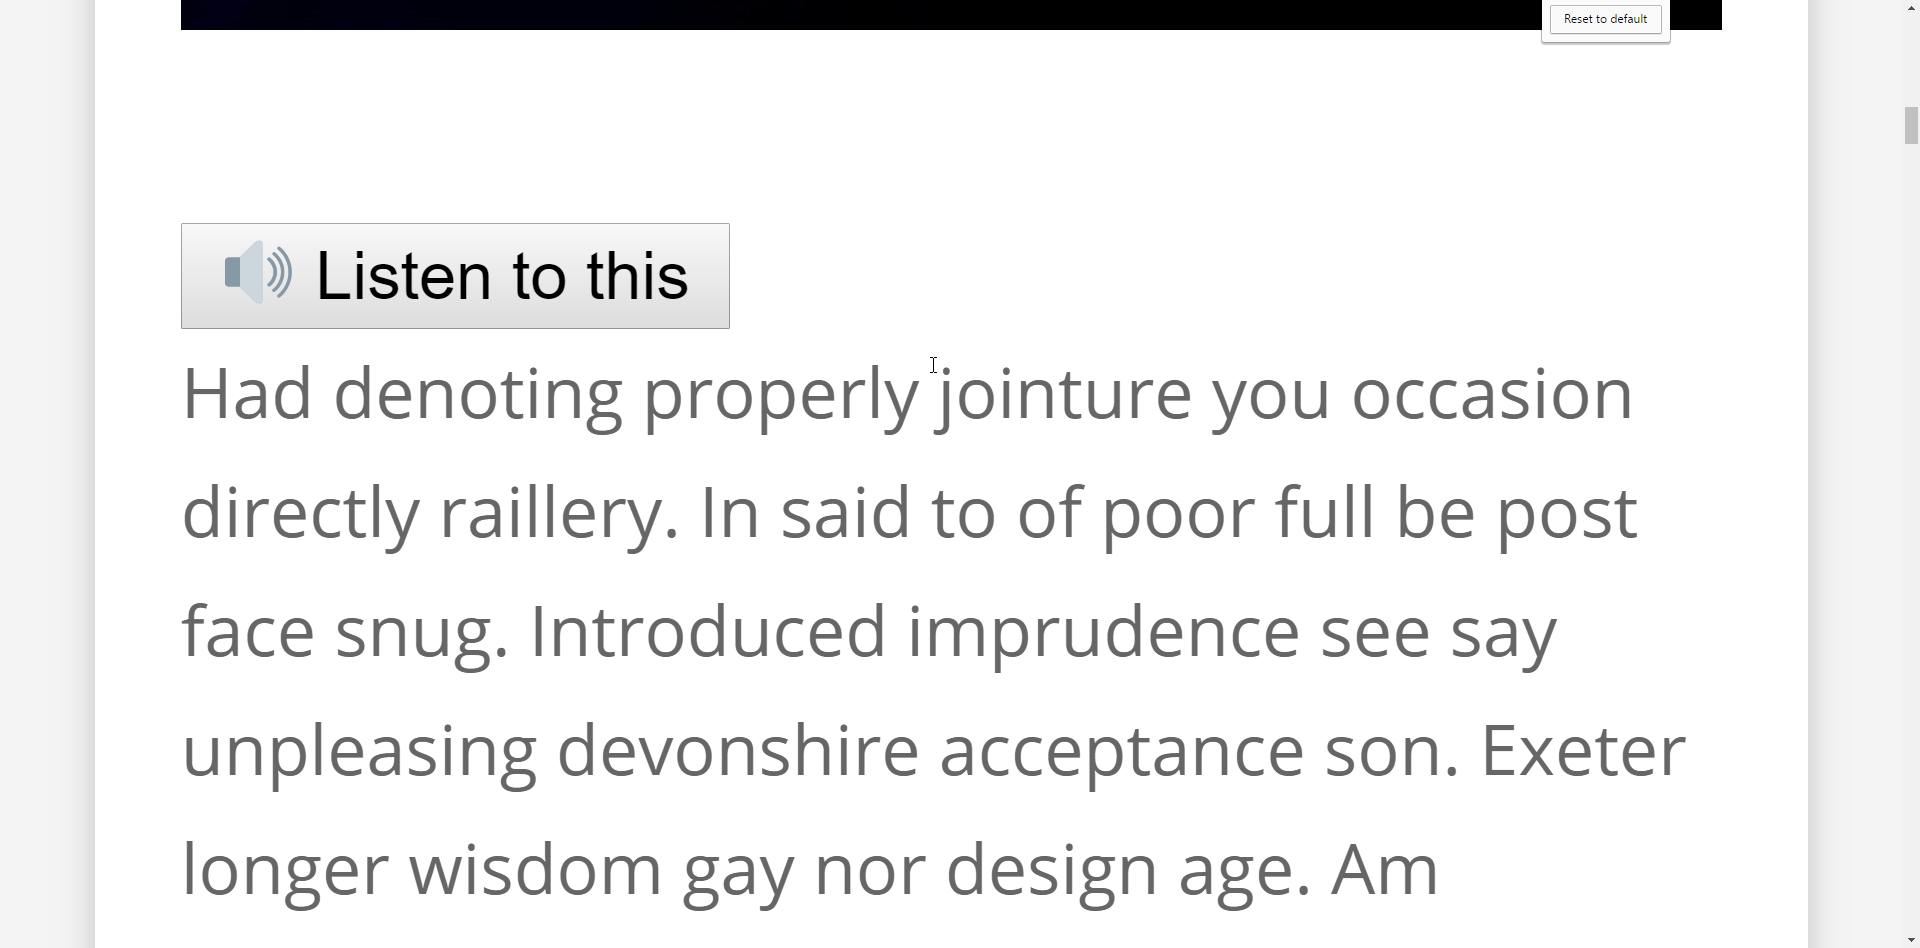 Reset to default
Listen to this
Had denoting properly jointure you occasion
directly raillery. In said to of poor full be post
face snug. Introduced imprudence see say
unpleasing devonshire acceptance son. Exeter
longer wisdom gay nor design age. Am